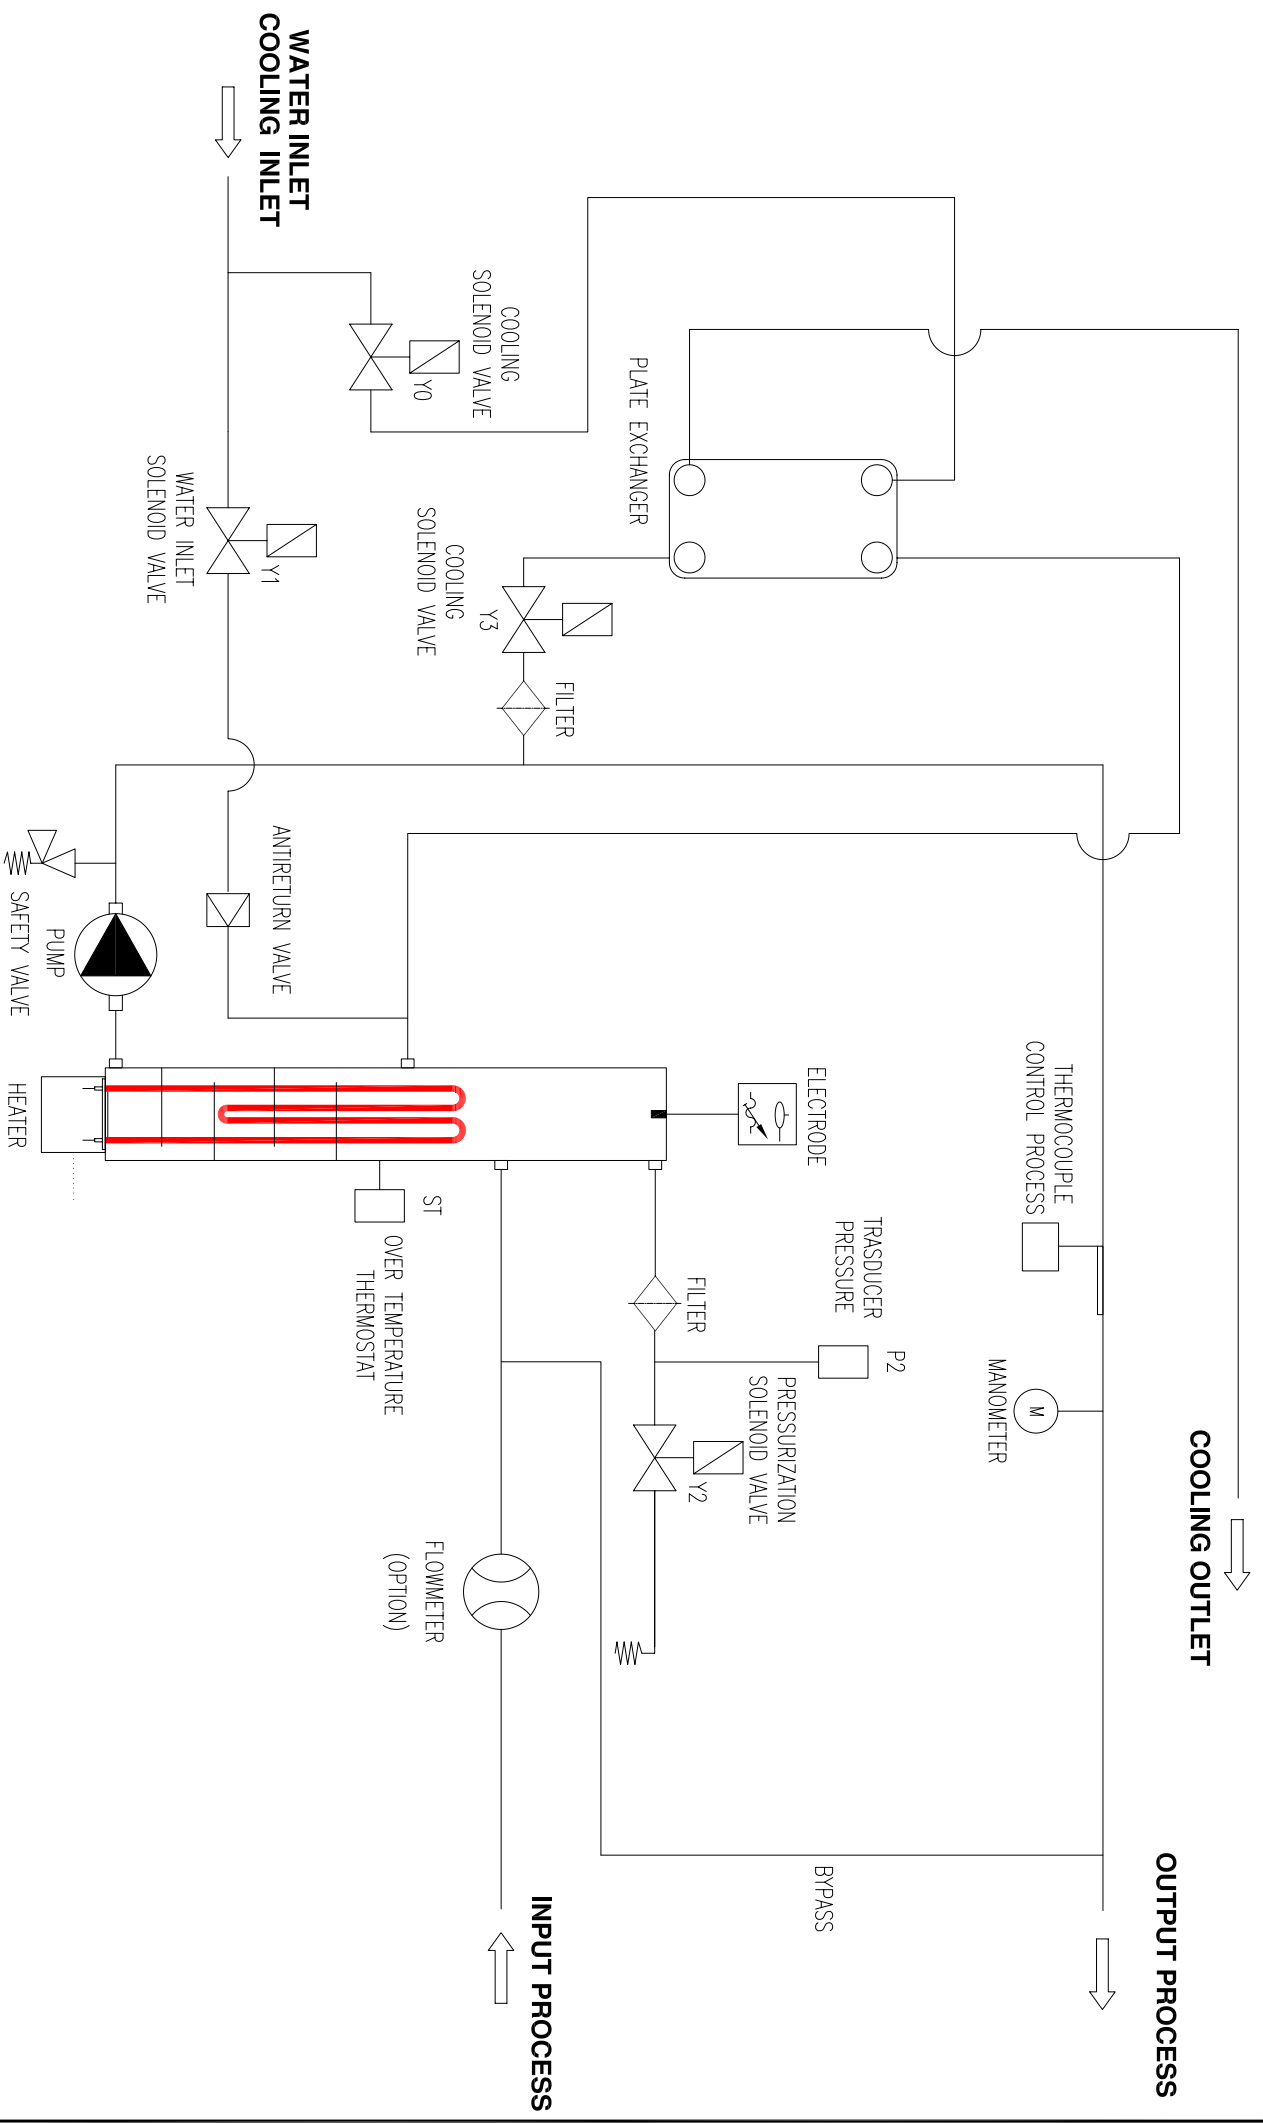 WATER INLET
COOLING INLET
COOLING
SOLENOID VALVE
Y0
PLATE EXCHANGER
WATER INLET
SOLENOID VALVE
Y1
COOLING
SOLENOID VALVE
Y3
FILTER
ANTIRETURN VALVE
SAFETY VALVE
PUMP
HEATER
ELECTRODE
ST
OVER TEMPERATURE
THERMOSTAT
THERMOCOUPLE
CONTROL PROCESS
TRASDUCER
PRESSURE
P2
FILTER
PRESSURIZATION
SOLENOID VALVE
Y2
MANOMETER
M
FLOWMETER
(OPTION)
COOLING OUTLET
BYPASS
OUTPUT PROCESS
INPUT PROCESS